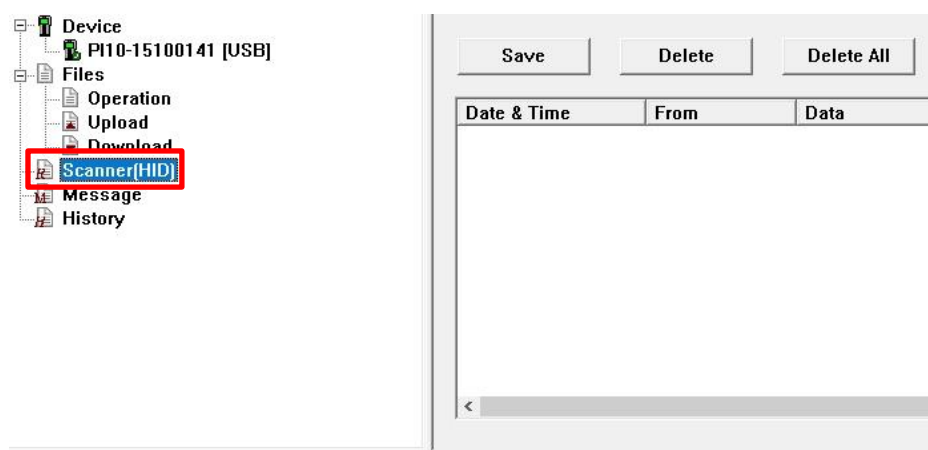 Device
PI10-15100141 [USB]
Files
Operation
Upload
Download
Scanner(HID)
Message
History
Save Delete Delete All
Date & Time From Data